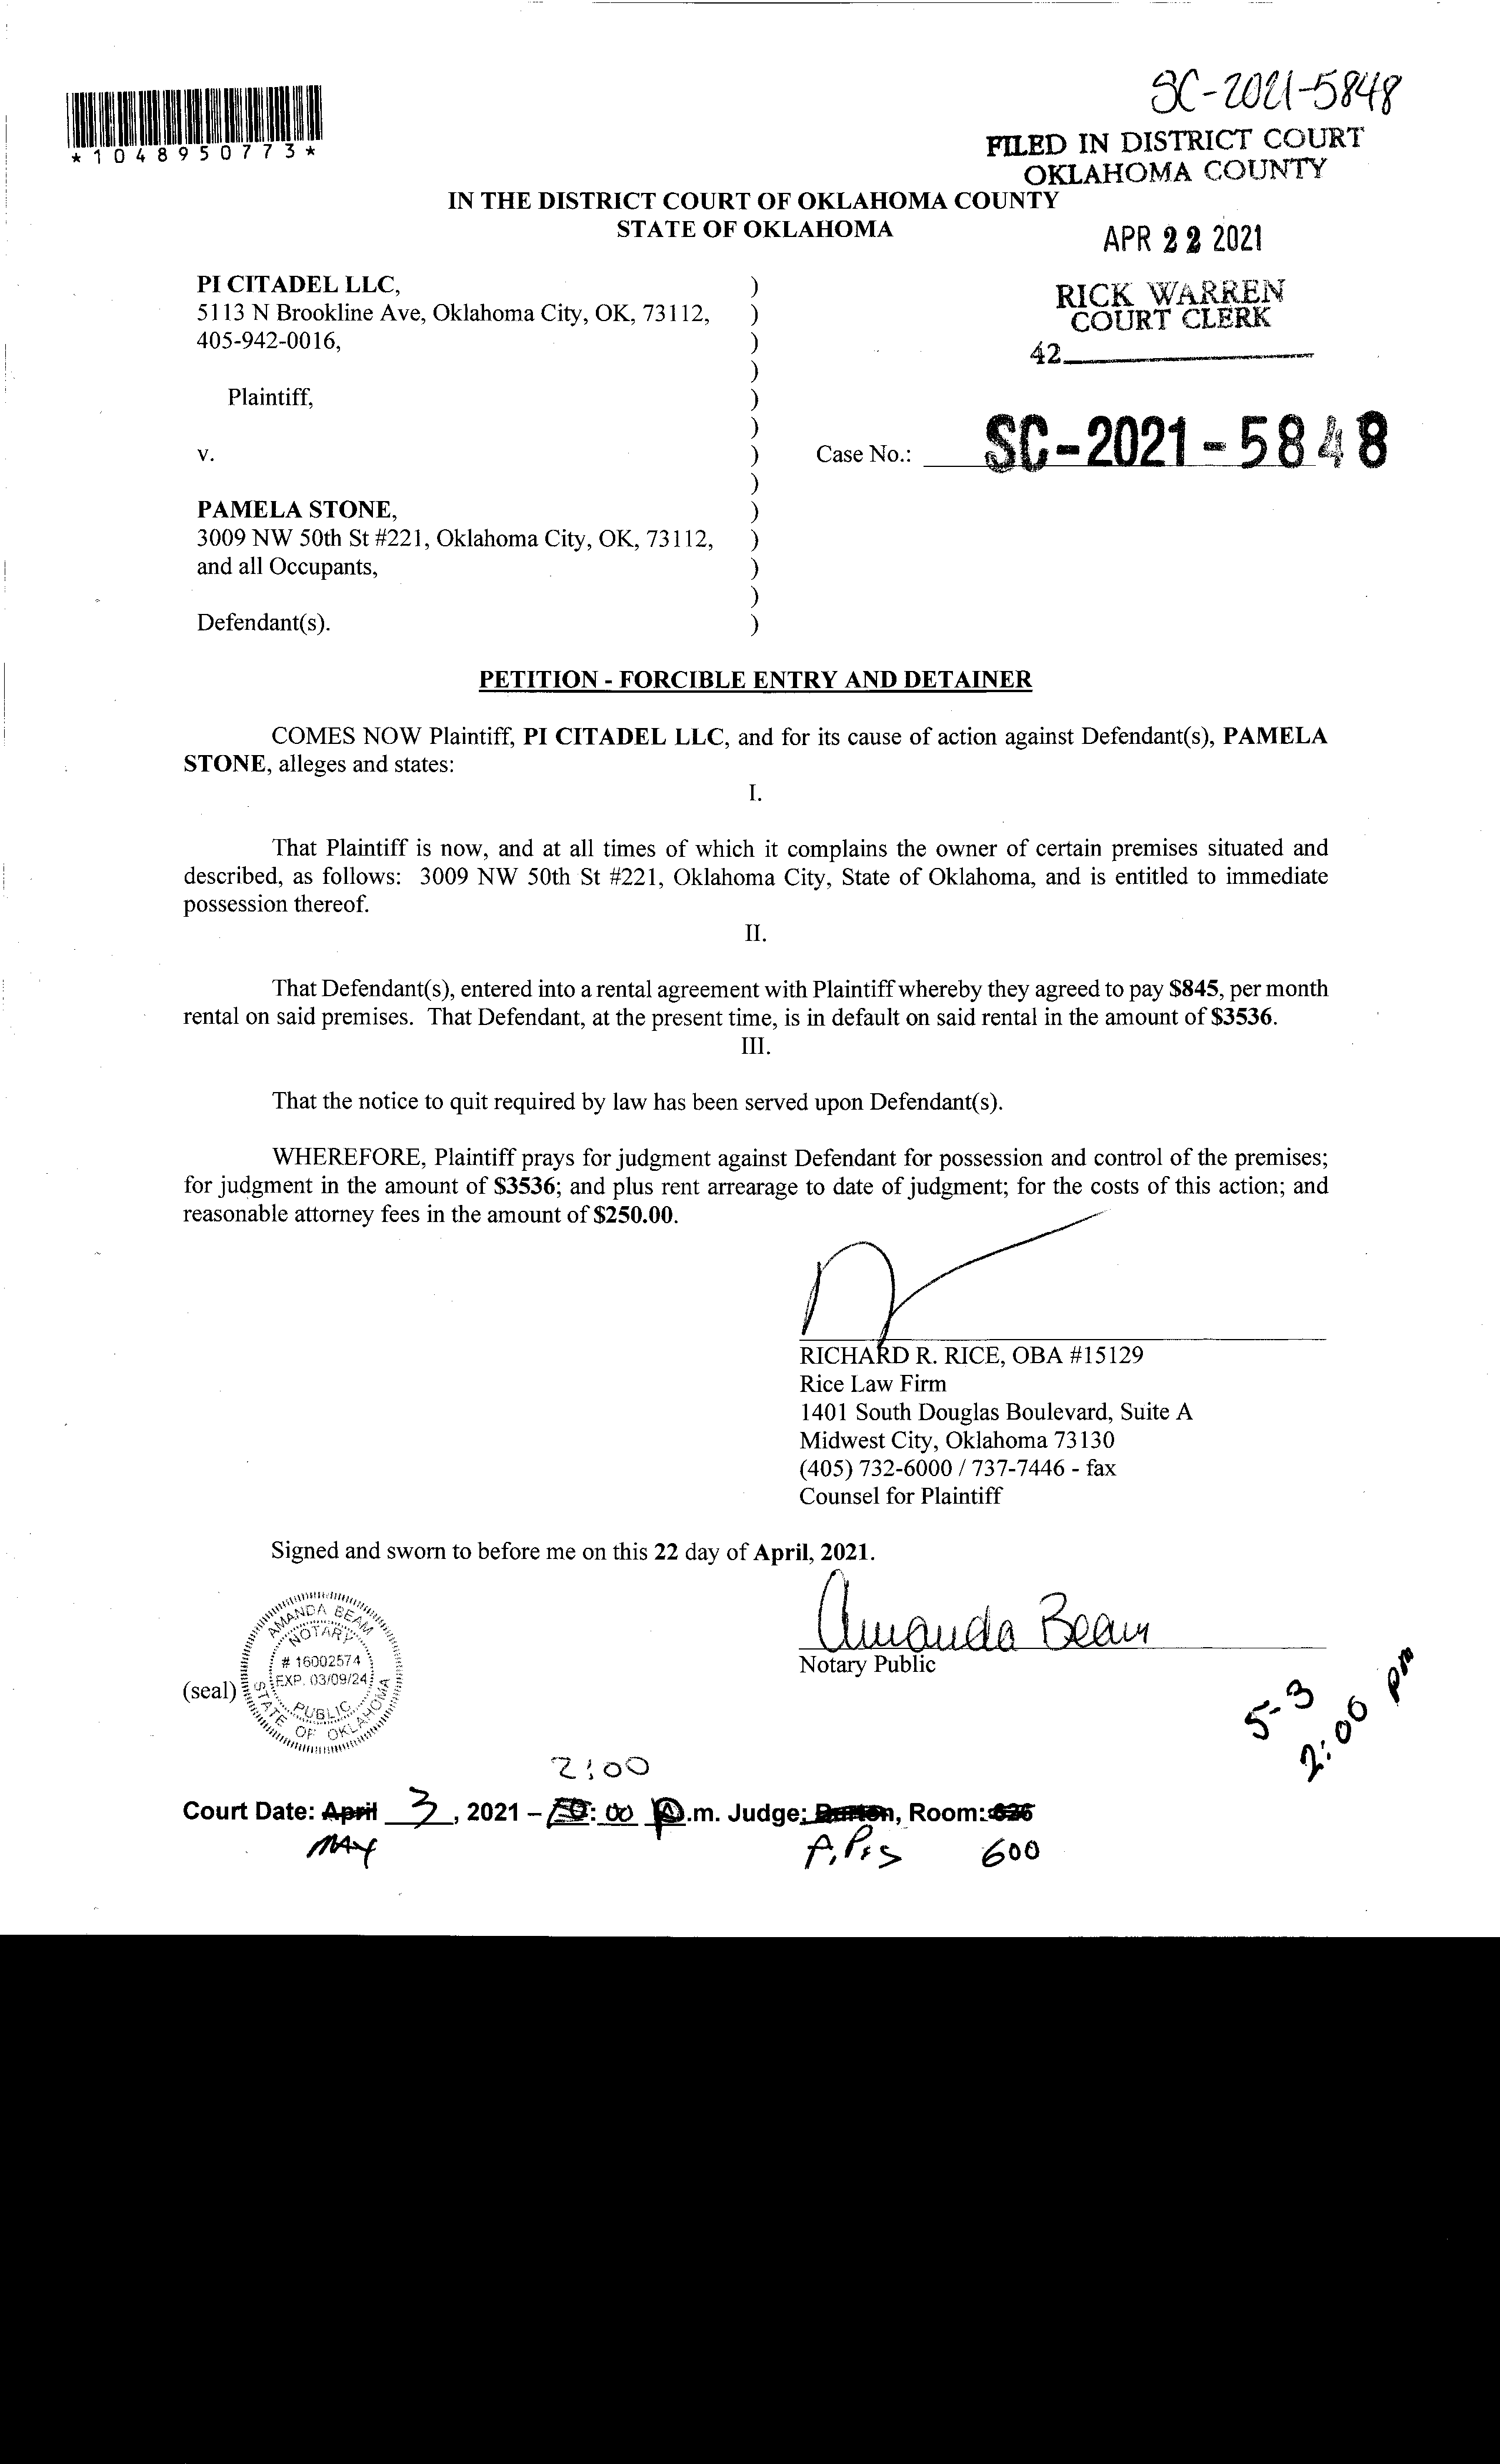 SC-2021-5848
*1048950773*
FILED IN DISTRICT COURT
OKLAHOMA COUNTY
IN THE DISTRICT COURT OF OKLAHOMA COUNTY
STATE OF OKLAHOMA
APR 22 2021
RICK WARREN
COURT CLERK
42
PI CITADEL LLC, )
5113 N Brookline Ave, Oklahoma City, OK, 73112, )
405-942-0016, )
)
Plaintiff, )
)
v. ) Case No.: SC-2021-5848
)
PAMELA STONE, )
3009 NW 50th St #221, Oklahoma City, OK, 73112, )
and all Occupants, )
)
Defendant(s). )
PETITION - FORCIBLE ENTRY AND DETAINER
COMES NOW Plaintiff, PI CITADEL LLC, and for its cause of action against Defendant(s), PAMELA
STONE, alleges and states:
I.
That Plaintiff is now, and at all times of which it complains the owner of certain premises situated and
described, as follows: 3009 NW 50th St #221, Oklahoma City, State of Oklahoma, and is entitled to immediate
possession thereof.
II.
That Defendant(s), entered into a rental agreement with Plaintiff whereby they agreed to pay $845, per month
rental on said premises. That Defendant, at the present time, is in default on said rental in the amount of $3536.
III.
That the notice to quit required by law has been served upon Defendant(s).
WHEREFORE, Plaintiff prays for judgment against Defendant for possession and control of the premises;
for judgment in the amount of $3536; and plus rent arrearage to date of judgment; for the costs of this action; and
reasonable attorney fees in the amount of $250.00.
RICHARD R. RICE, OBA #15129
Rice Law Firm
1401 South Douglas Boulevard, Suite A
Midwest City, Oklahoma 73130
(405) 732-6000 / 737-7446 - fax
Counsel for Plaintiff
Signed and sworn to before me on this 22 day of April, 2021.
Amanda Beam
Notary Public
(seal)
AMANDA BEAM
NOTARY
# 16002574
EXP. 03/09/24
PUBLIC
STATE OF OKLAHOMA
5-3
2:00 pm
2:00
Court Date: April 3, 2021 – :00 p.m. Judge: , Room:
MAY 600